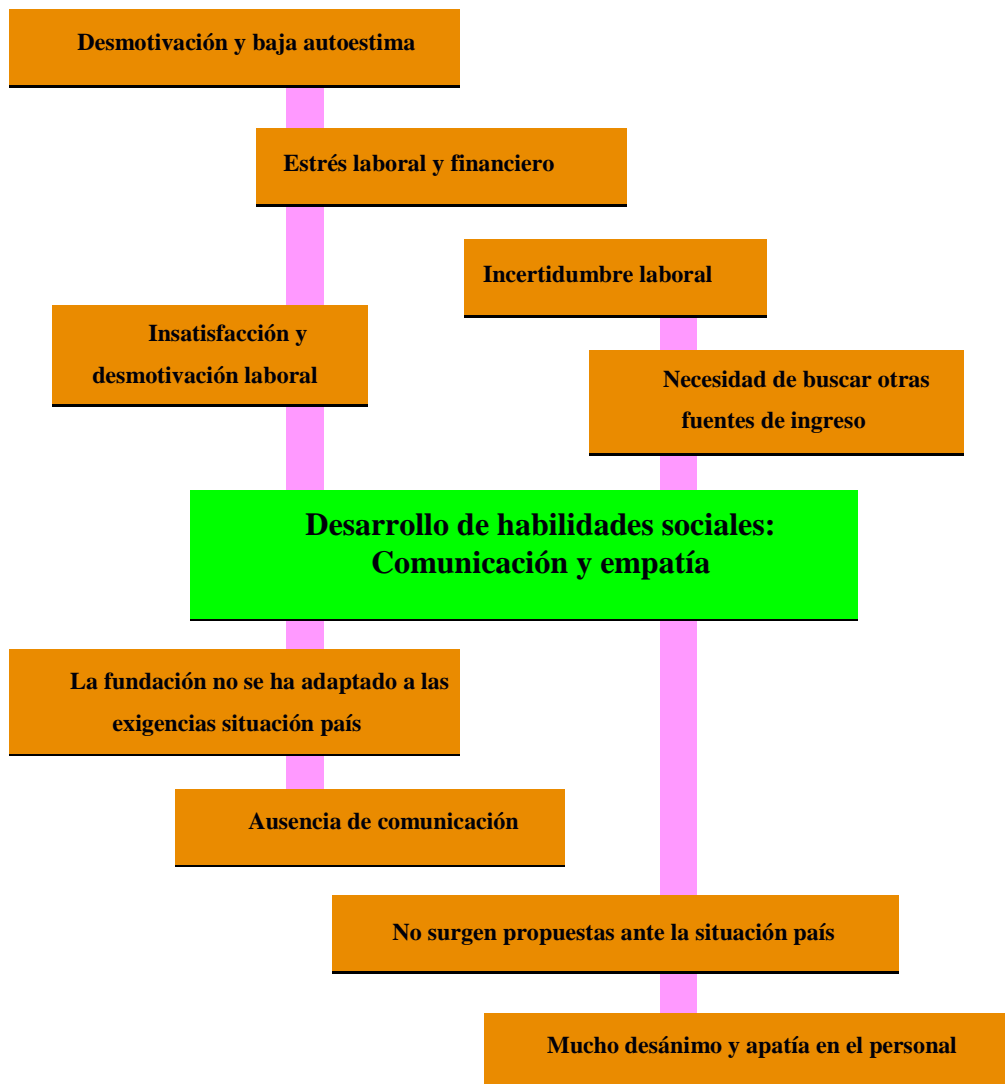 Desmotivación y baja autoestima
Estrés laboral y financiero
Incertidumbre laboral
Insatisfacción y
desmotivación laboral
Necesidad de buscar otras
fuentes de ingreso
Desarrollo de habilidades sociales:
Comunicación y empatía
La fundación no se ha adaptado a las
exigencias situación país
Ausencia de comunicación
No surgen propuestas ante la situación país
Mucho desánimo y apatía en el personal